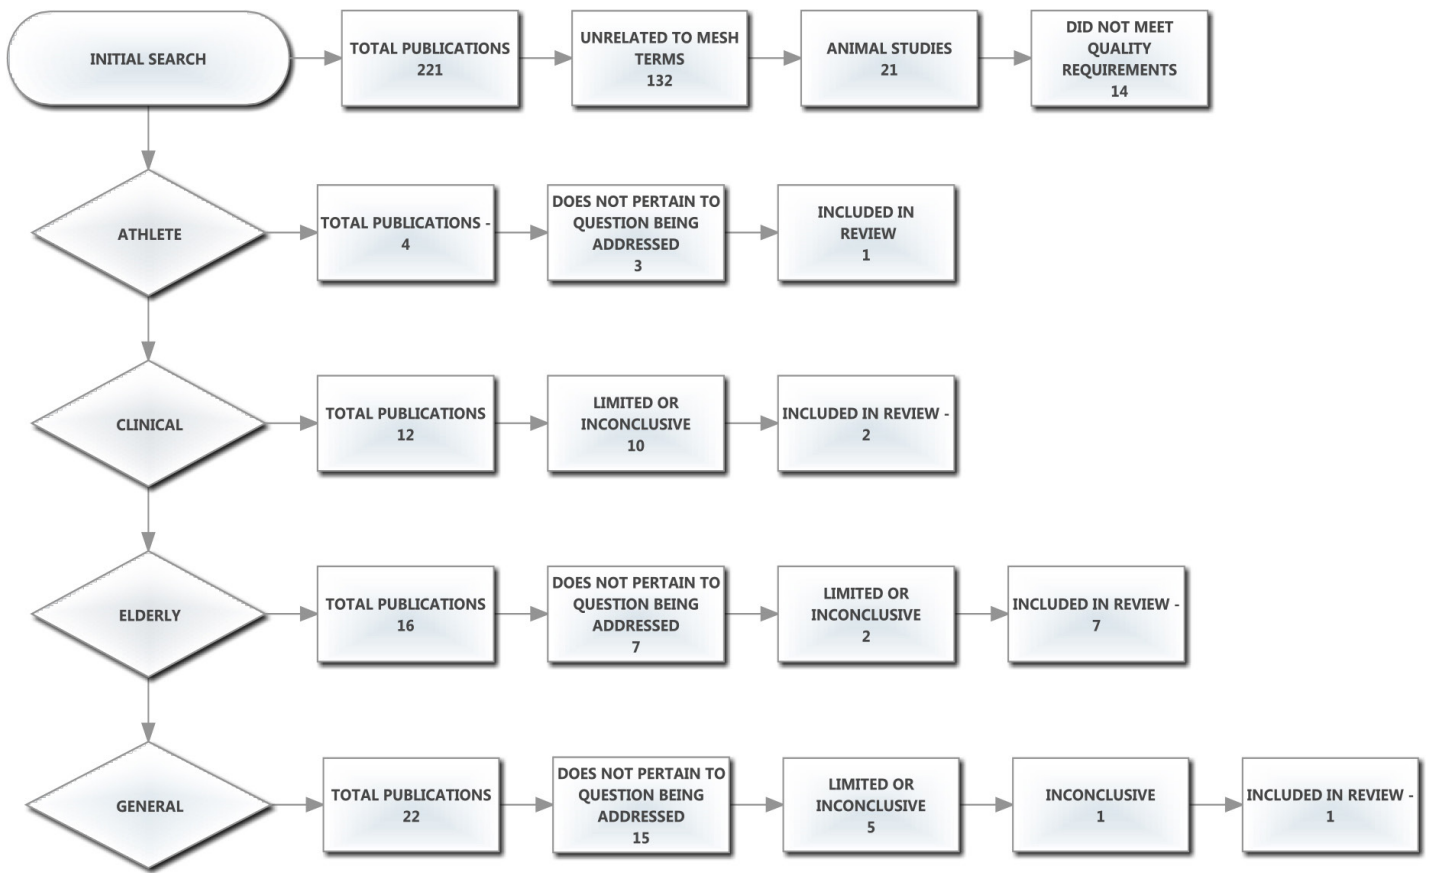 INITIAL SEARCH
TOTAL PUBLICATIONS
221
UNRELATED TO MESH
TERMS
132
ANIMAL STUDIES
21
DID NOT MEET
QUALITY
REQUIREMENTS
14
ATHLETE
TOTAL PUBLICATIONS -
4
DOES NOT PERTAIN TO
QUESTION BEING
ADDRESSED
3
INCLUDED IN
REVIEW
1
CLINICAL
TOTAL PUBLICATIONS
12
LIMITED OR
INCONCLUSIVE
10
INCLUDED IN REVIEW -
2
ELDERLY
TOTAL PUBLICATIONS
16
DOES NOT PERTAIN TO
QUESTION BEING
ADDRESSED
7
LIMITED OR
INCONCLUSIVE
2
INCLUDED IN REVIEW -
7
GENERAL
TOTAL PUBLICATIONS
22
DOES NOT PERTAIN TO
QUESTION BEING
ADDRESSED
15
LIMITED OR
INCONCLUSIVE
5
INCONCLUSIVE
1
INCLUDED IN REVIEW -
1